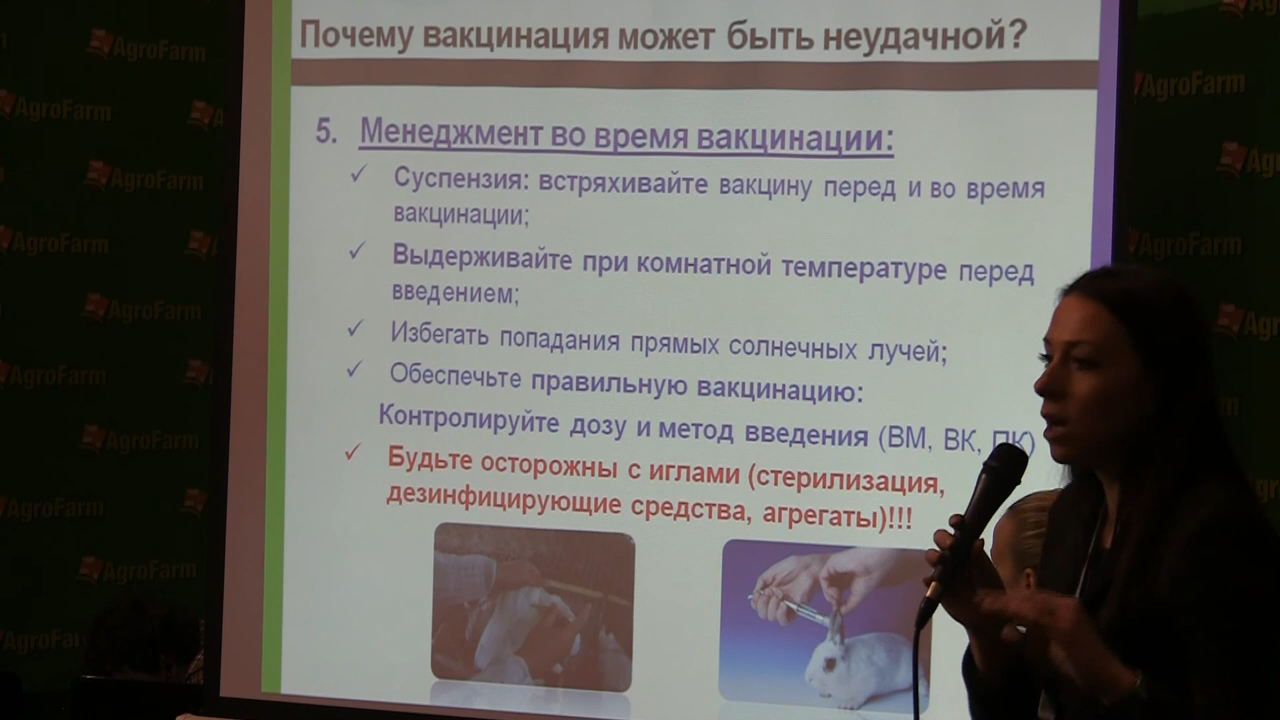 Почему вакцинация может быть неудачной?
5. Менеджмент во время вакцинации:
✓ Суспензия: встряхивайте вакцину перед и во время
вакцинации;
✓ Выдерживайте при комнатной температуре перед
введением;
✓ Избегать попадания прямых солнечных лучей;
✓ Обеспечьте правильную вакцинацию:
Контролируйте дозу и метод введения (ВМ, ВК, ПК)
✓ Будьте осторожны с иглами (стерилизация,
дезинфицирующие средства, агрегаты)!!!
AgroFarm
AgroFarm
AgroFarm
AgroFarm
AgroFarm
AgroFarm
AgroFarm
AgroFarm
AgroFarm
AgroFarm
AgroFarm
AgroFarm